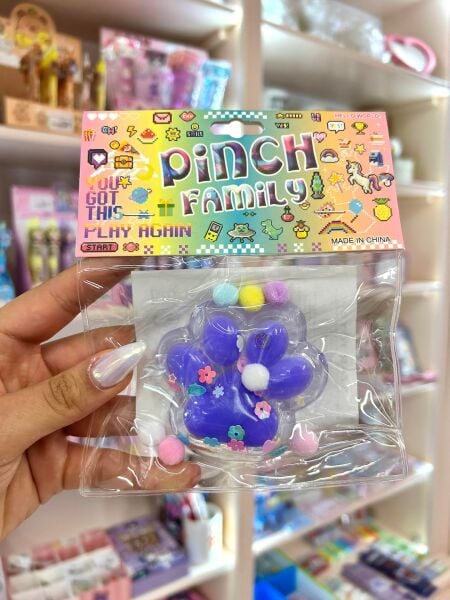 PINCH
FAMILY
YOU
GOT
THIS
PLAY AGAIN
START
MADE IN CHINA